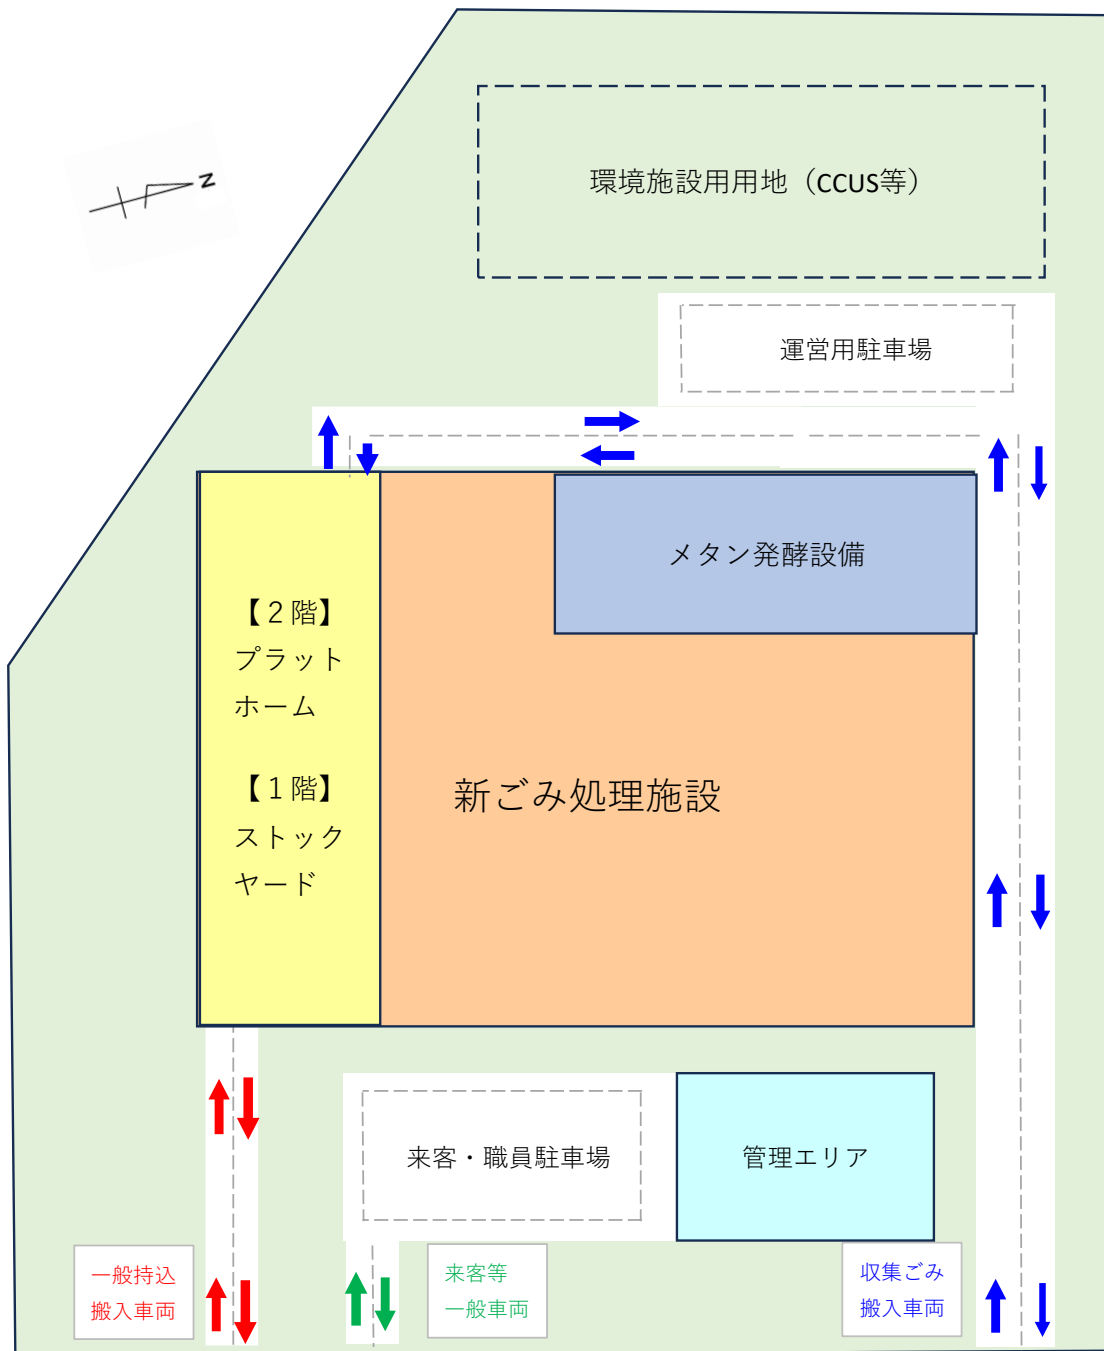 環境施設用用地（CCUS等）
N
運営用駐車場
メタン発酵設備
【２階】
プラット
ホーム
【１階】
ストック
ヤード
新ごみ処理施設
来客・職員駐車場
管理エリア
一般持込
搬入車両
来客等
一般車両
収集ごみ
搬入車両